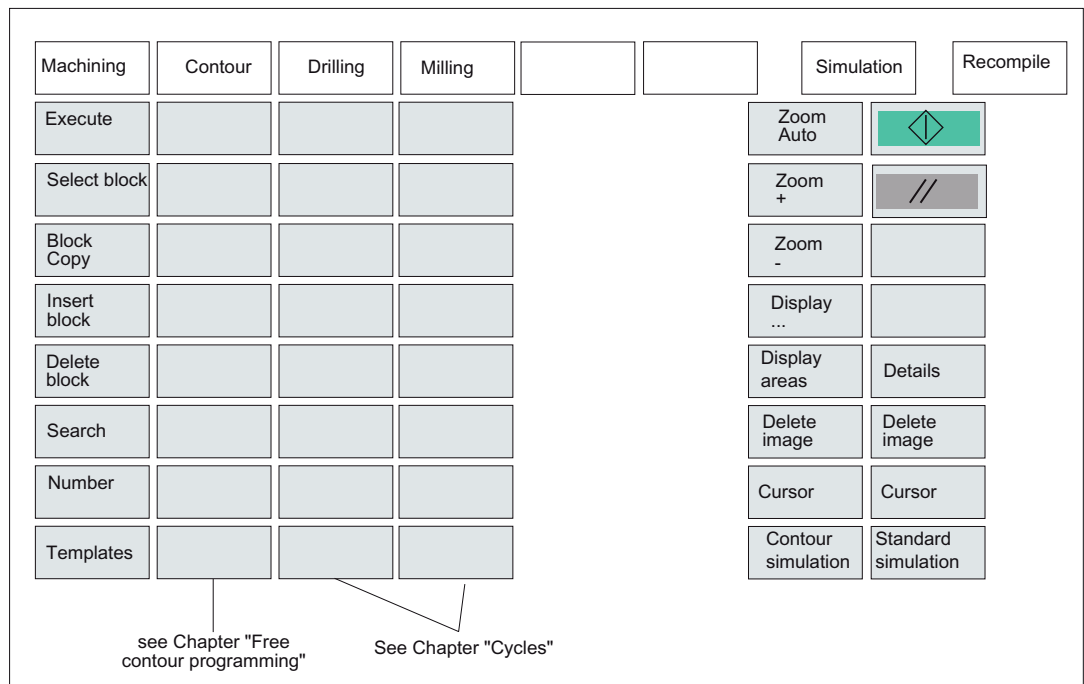 Machining
Contour
Drilling
Milling
Simulation
Recompile
Execute
Select block
Block
Copy
Insert
block
Delete
block
Search
Number
Templates
Zoom
Auto
Zoom
+
Zoom
-
Display
...
Display
areas
Delete
image
Cursor
Contour
simulation
//
Details
Delete
image
Cursor
Standard
simulation
see Chapter "Free
contour programming"
See Chapter "Cycles"